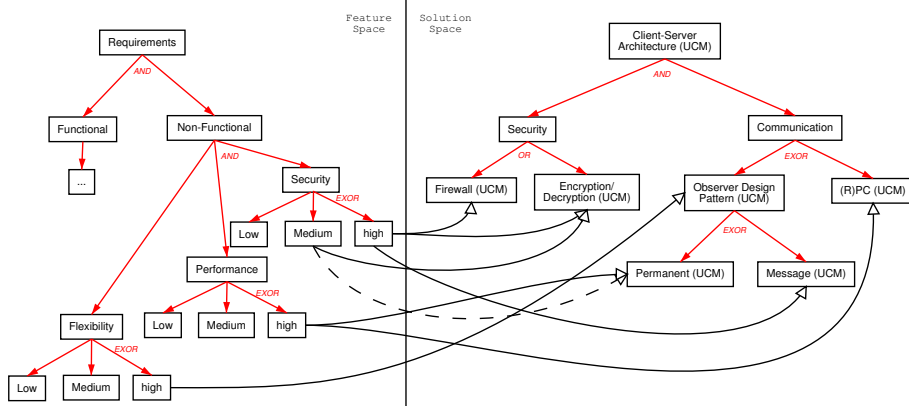 Feature
Space
Solution
Space
Requirements
Client-Server
Architecture (UCM)
AND
AND
Functional
Non-Functional
Security
Communication
AND
OR
EXOR
...
Security
Firewall (UCM)
Encryption/
Decryption (UCM)
Observer Design
Pattern (UCM)
(R)PC (UCM)
EXOR
Low
Medium
high
EXOR
Performance
Permanent (UCM)
Message (UCM)
EXOR
Low
Medium
high
Flexibility
EXOR
Low
Medium
high